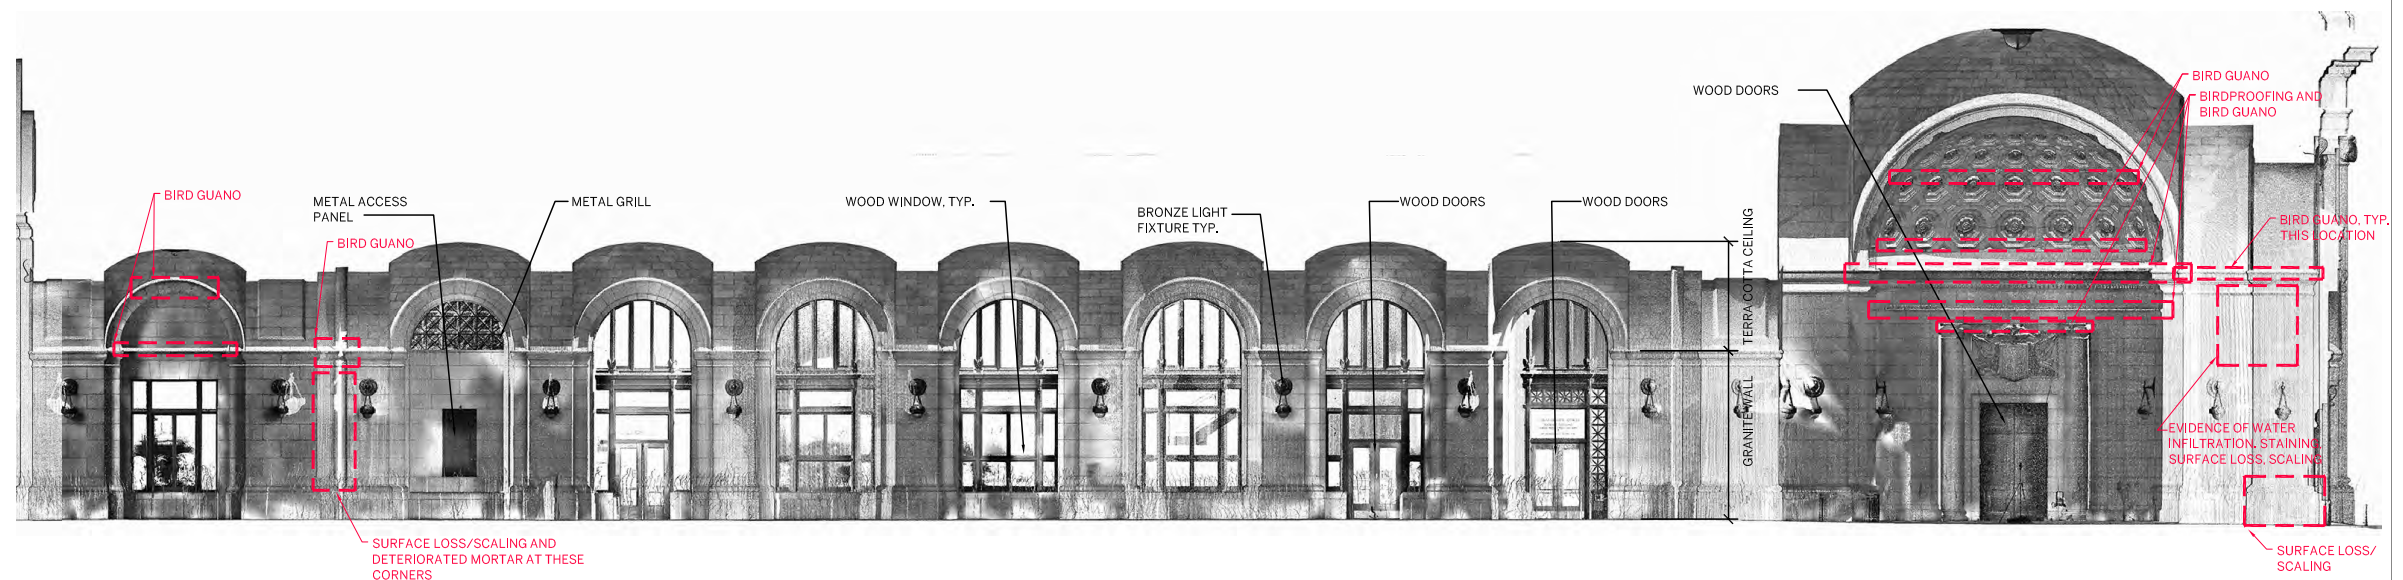 BIRD GUANO
METAL ACCESS
PANEL
BIRD GUANO
METAL GRILL
WOOD WINDOW, TYP.
BRONZE LIGHT
FIXTURE TYP.
WOOD DOORS
WOOD DOORS
TERRA COTTA CEILING
GRANITE WALL
WOOD DOORS
BIRD GUANO
BIRDPROOFING AND
BIRD GUANO
BIRD GUANO, TYP.
THIS LOCATION
EVIDENCE OF WATER
INFILTRATION, STAINING,
SURFACE LOSS, SCALING
SURFACE LOSS/SCALING AND
DETERIORATED MORTAR AT THESE
CORNERS
SURFACE LOSS/
SCALING